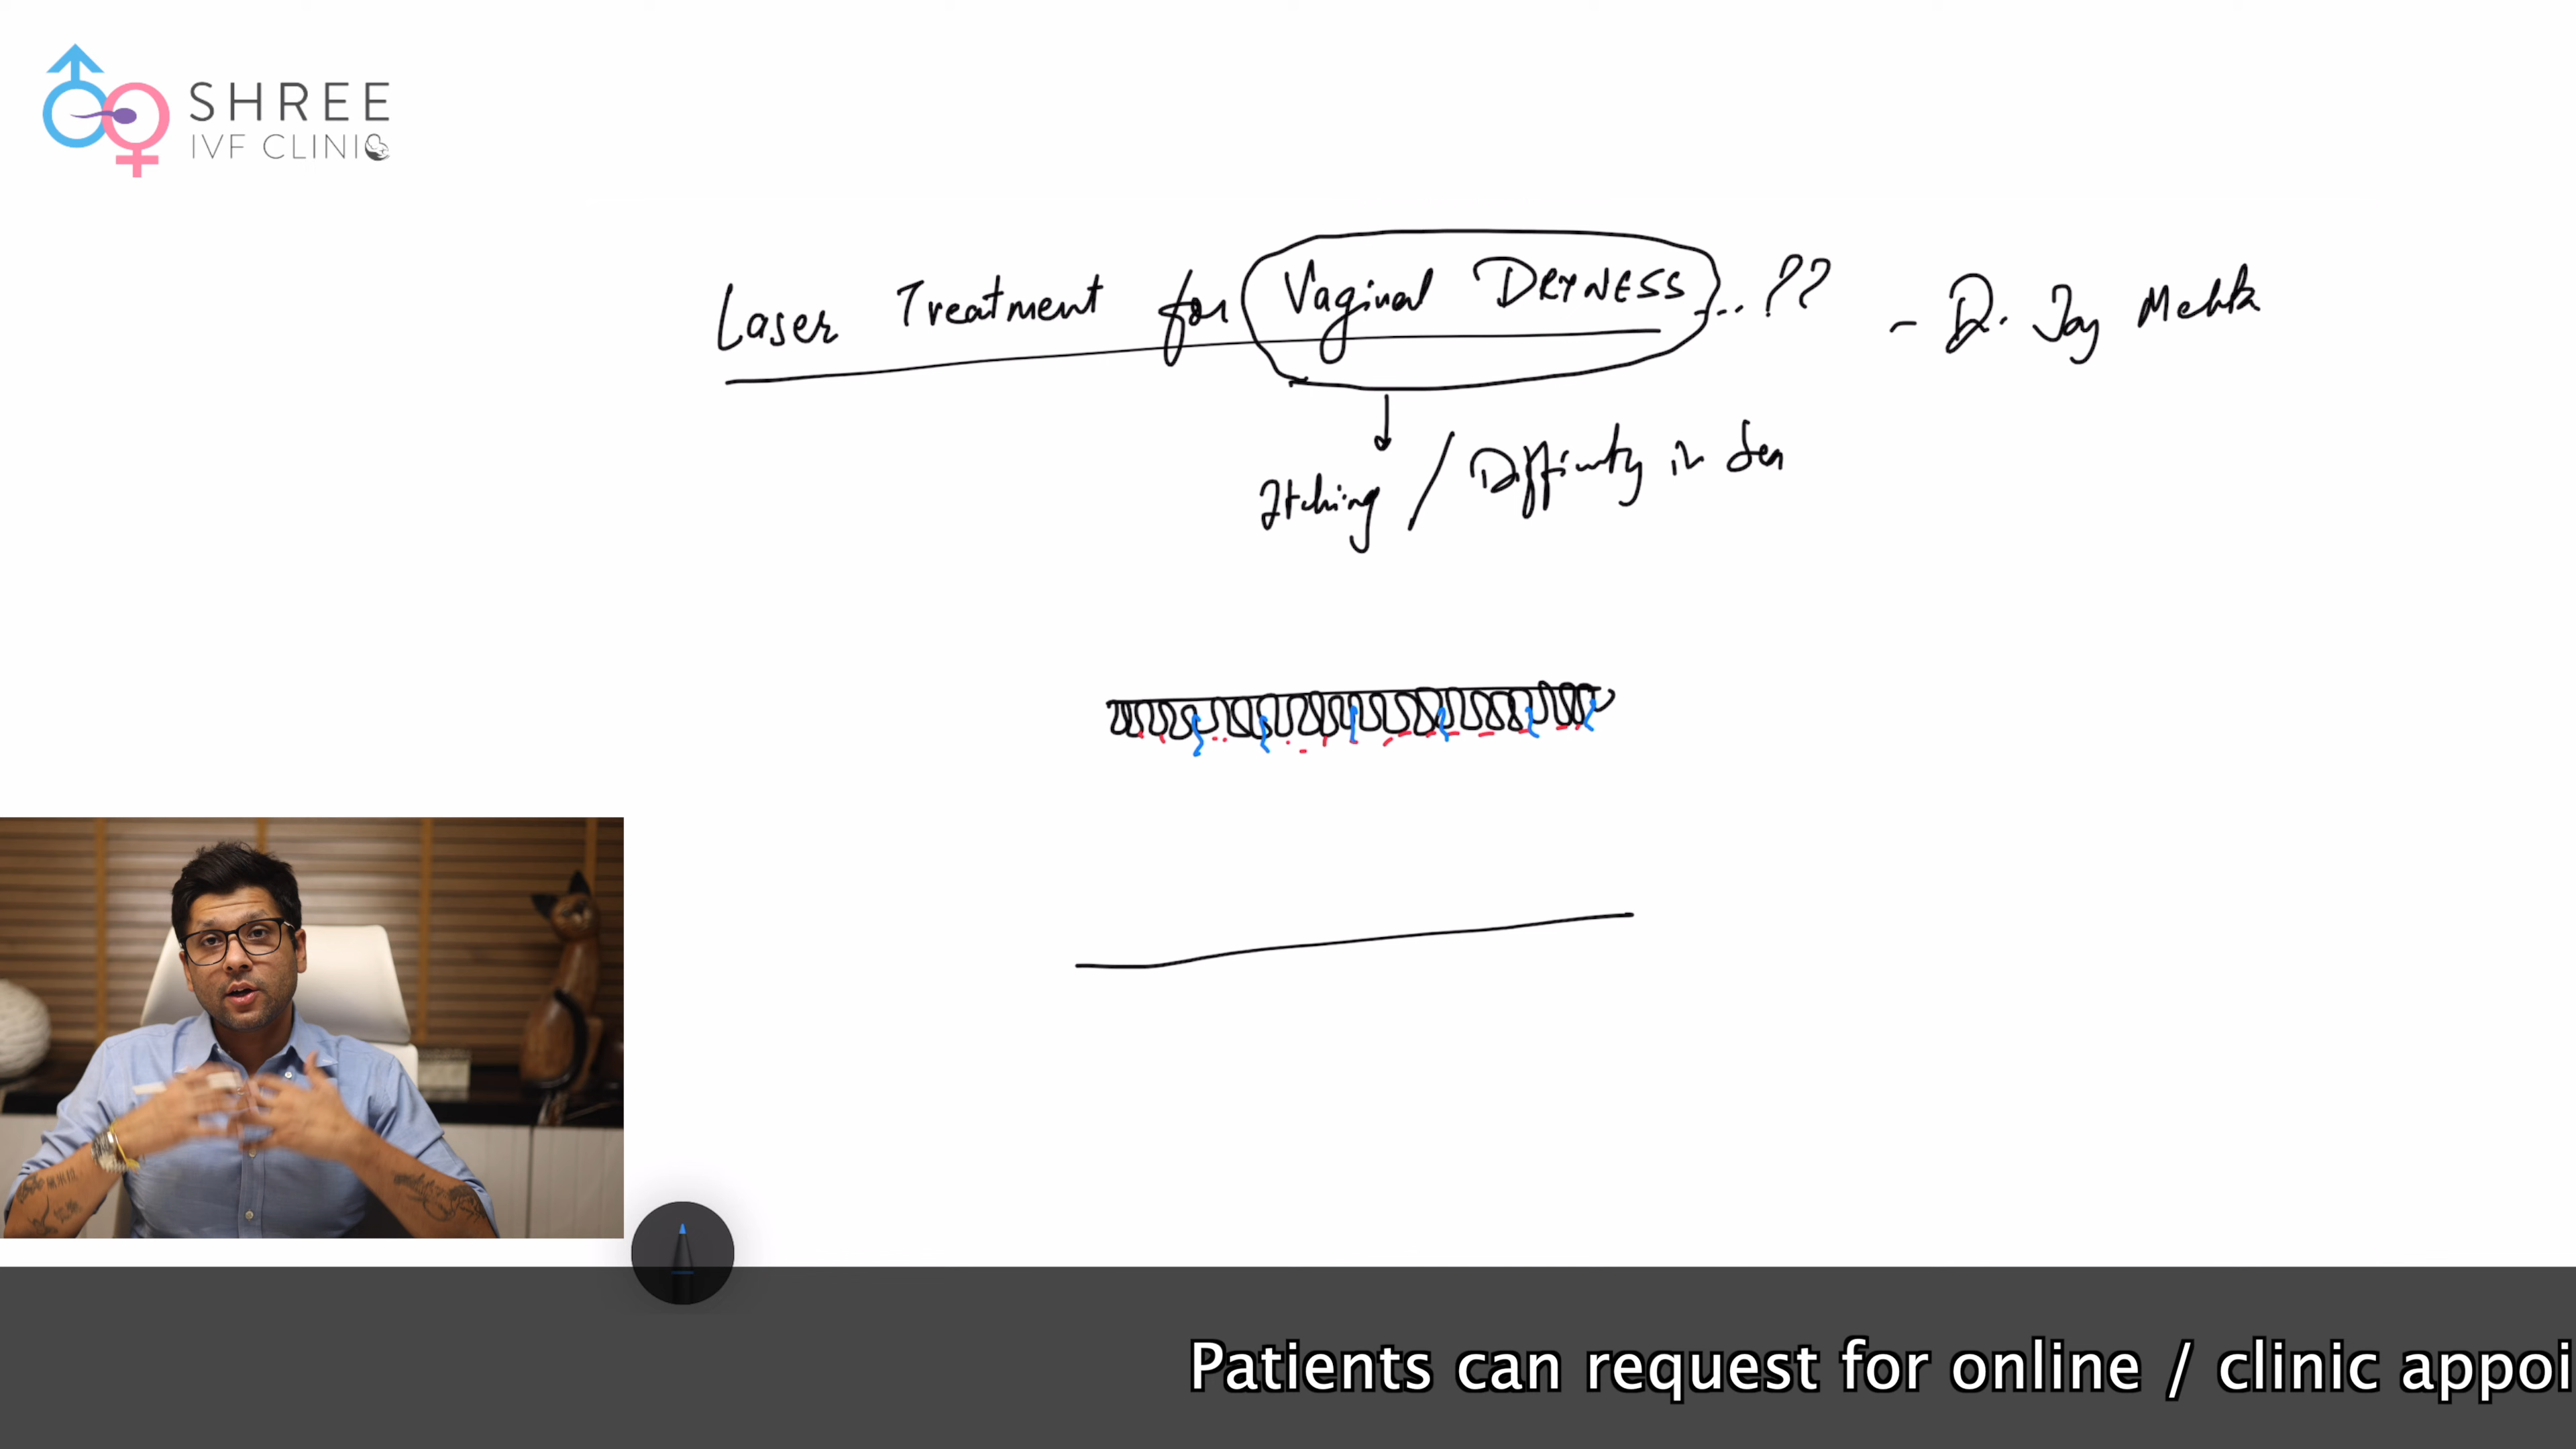 SHREE
IVF CLINIC
Laser Treatment for Vaginal DRYNESS ... ?? - Dr. Jay Mehta
Itching / Difficulty in Sex
Patients can request for online / clinic appoi